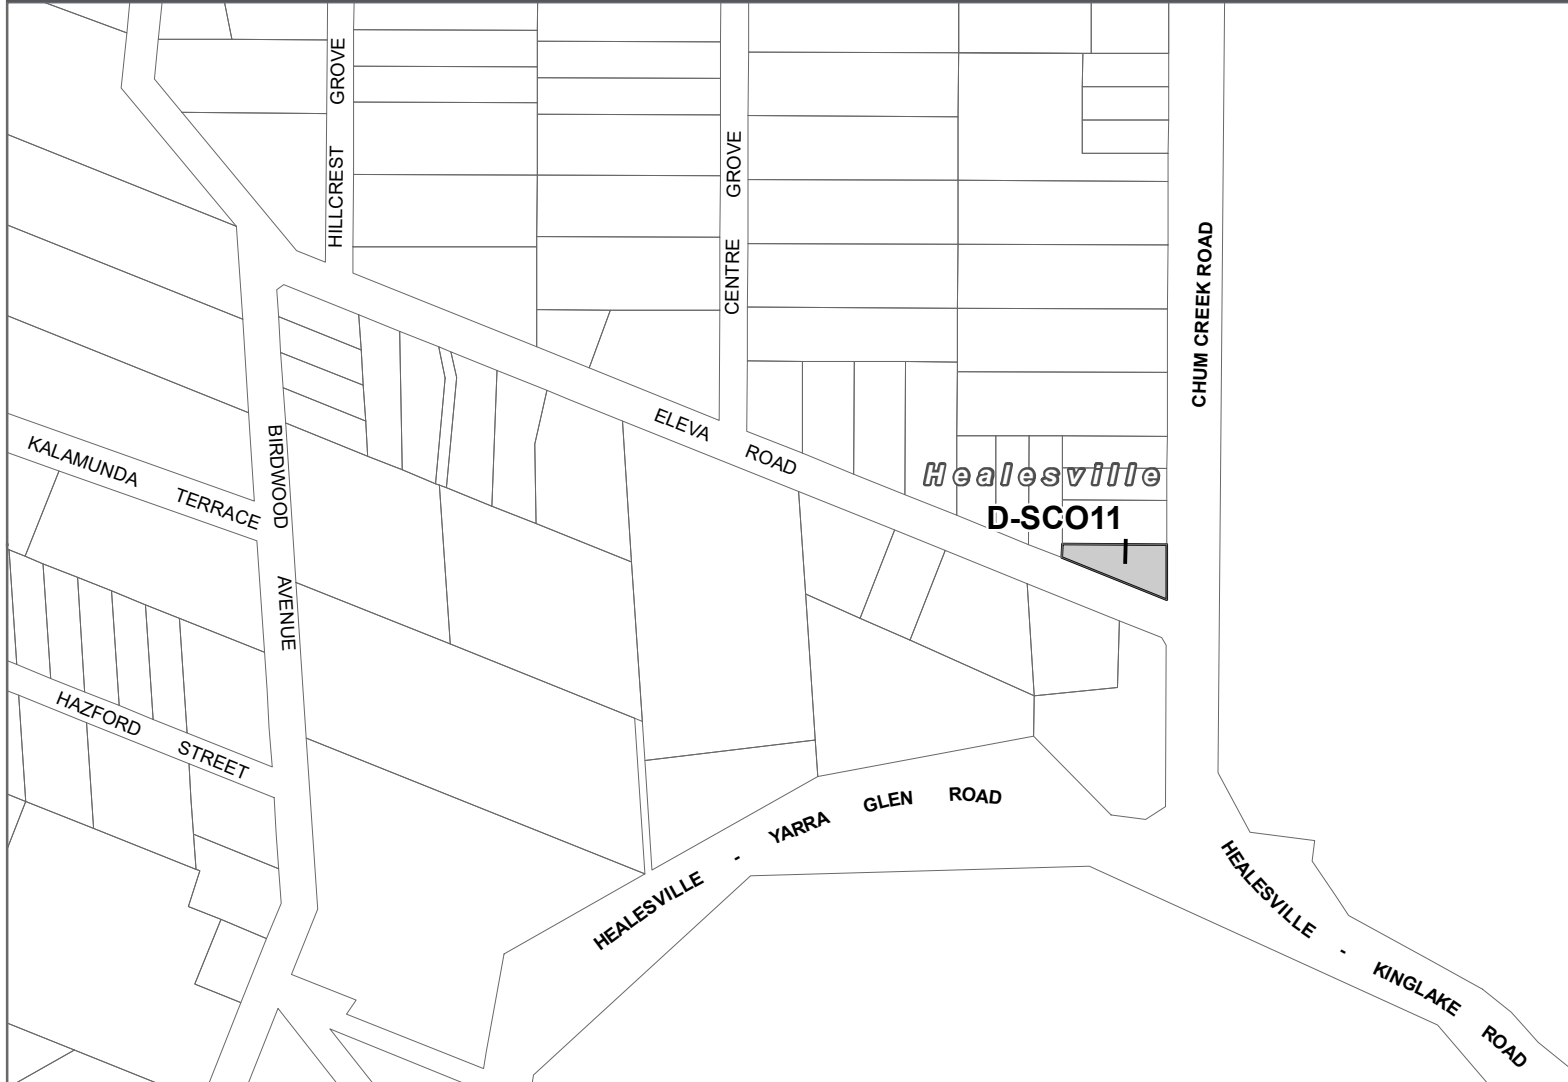 HILLCREST GROVE
CENTRE GROVE
CHUM CREEK ROAD
ELEVA ROAD
KALAMUNDA TERRACE
BIRDWOOD AVENUE
Healesville
D-SCO11
HAZFORD STREET
HEALESVILLE - YARRA GLEN ROAD
HEALESVILLE - KINGLAKE ROAD